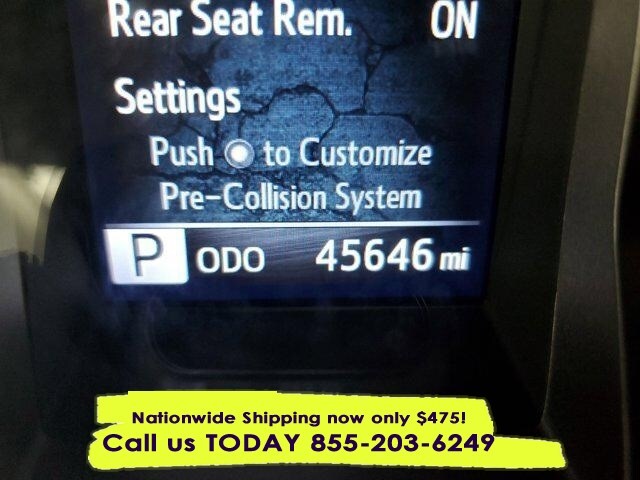 Rear Seat Rem. ON
Settings
Push to Customize
Pre-Collision System
P ODO 45646 mi
Nationwide Shipping now only $475!
Call us TODAY 855-203-6249